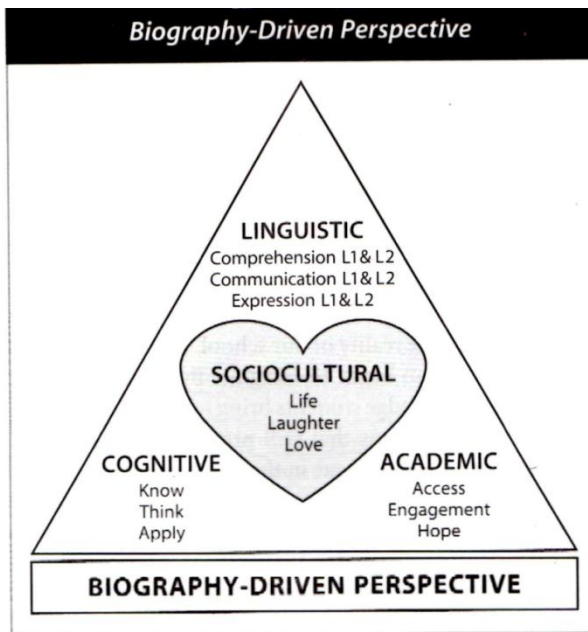 Biography-Driven Perspective
LINGUISTIC
Comprehension L1& L2
Communication L1& L2
Expression L1& L2
SOCIOCULTURAL
Life
Laughter
Love
COGNITIVE
Know
Think
Apply
ACADEMIC
Access
Engagement
Hope
BIOGRAPHY-DRIVEN PERSPECTIVE